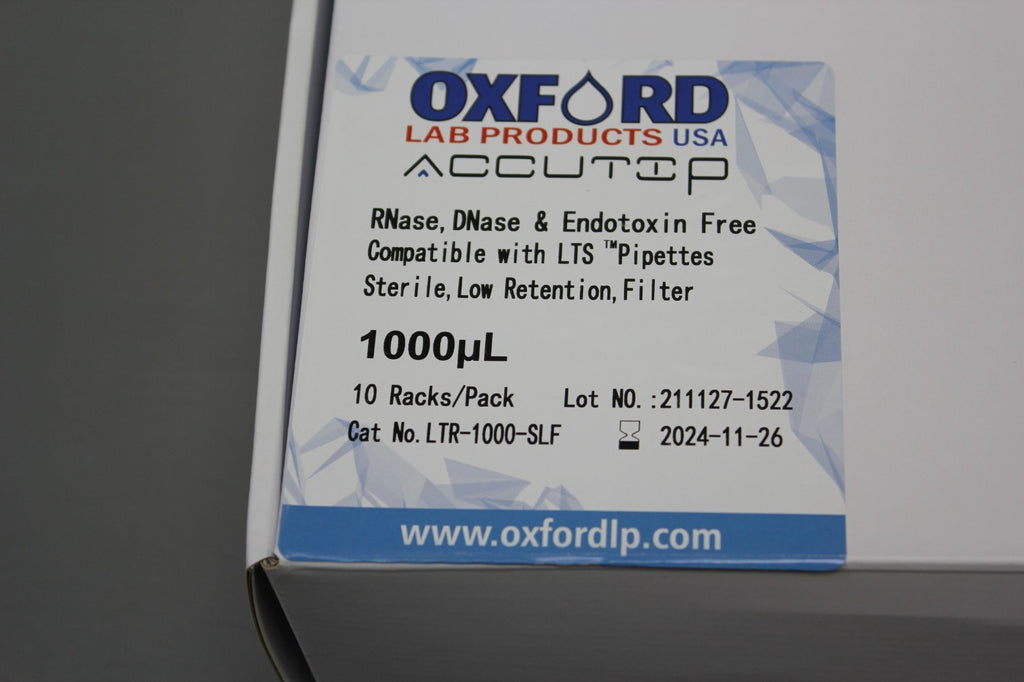 OXFORD
LAB PRODUCTS USA
ACCUTIP
RNase, DNase & Endotoxin Free
Compatible with LTS ™Pipettes
Sterile, Low Retention, Filter
1000µL
10 Racks/Pack Lot NO.:211127-1522
Cat No. LTR-1000-SLF 2024-11-26
www.oxfordlp.com